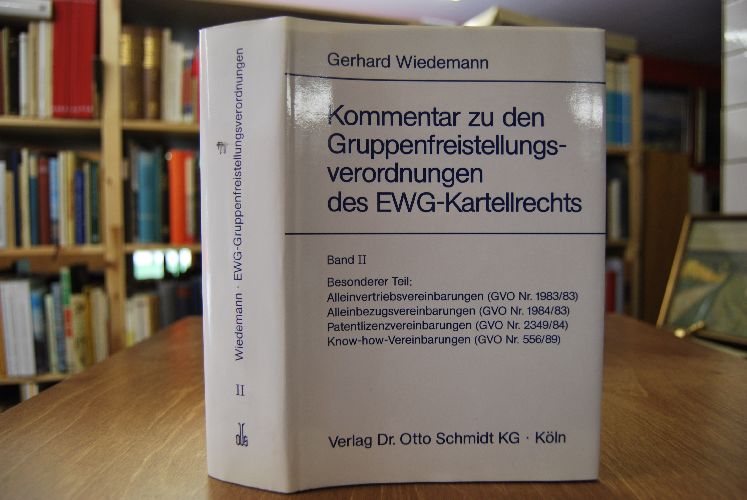 Wiedemann · EWG-Gruppenfreistellungsverordnungen
II
Gerhard Wiedemann
Kommentar zu den
Gruppenfreistellungs-
verordnungen
des EWG-Kartellrechts
Band II
Besonderer Teil:
Alleinvertriebsvereinbarungen (GVO Nr. 1983/83)
Alleinbezugsvereinbarungen (GVO Nr. 1984/83)
Patentlizenzvereinbarungen (GVO Nr. 2349/84)
Know-how-Vereinbarungen (GVO Nr. 556/89)
Verlag Dr. Otto Schmidt KG · Köln